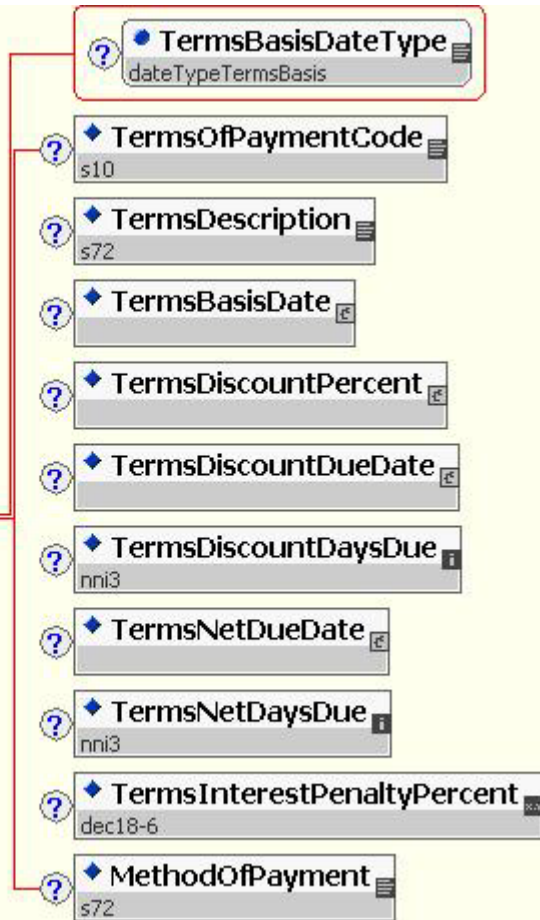 ? TermsBasisDateType
dateTypeTermsBasis
? TermsOfPaymentCode
s10
? TermsDescription
s72
? TermsBasisDate
? TermsDiscountPercent
? TermsDiscountDueDate
? TermsDiscountDaysDue
nni3
? TermsNetDueDate
? TermsNetDaysDue
nni3
? TermsInterestPenaltyPercent
dec18-6
? MethodOfPayment
s72